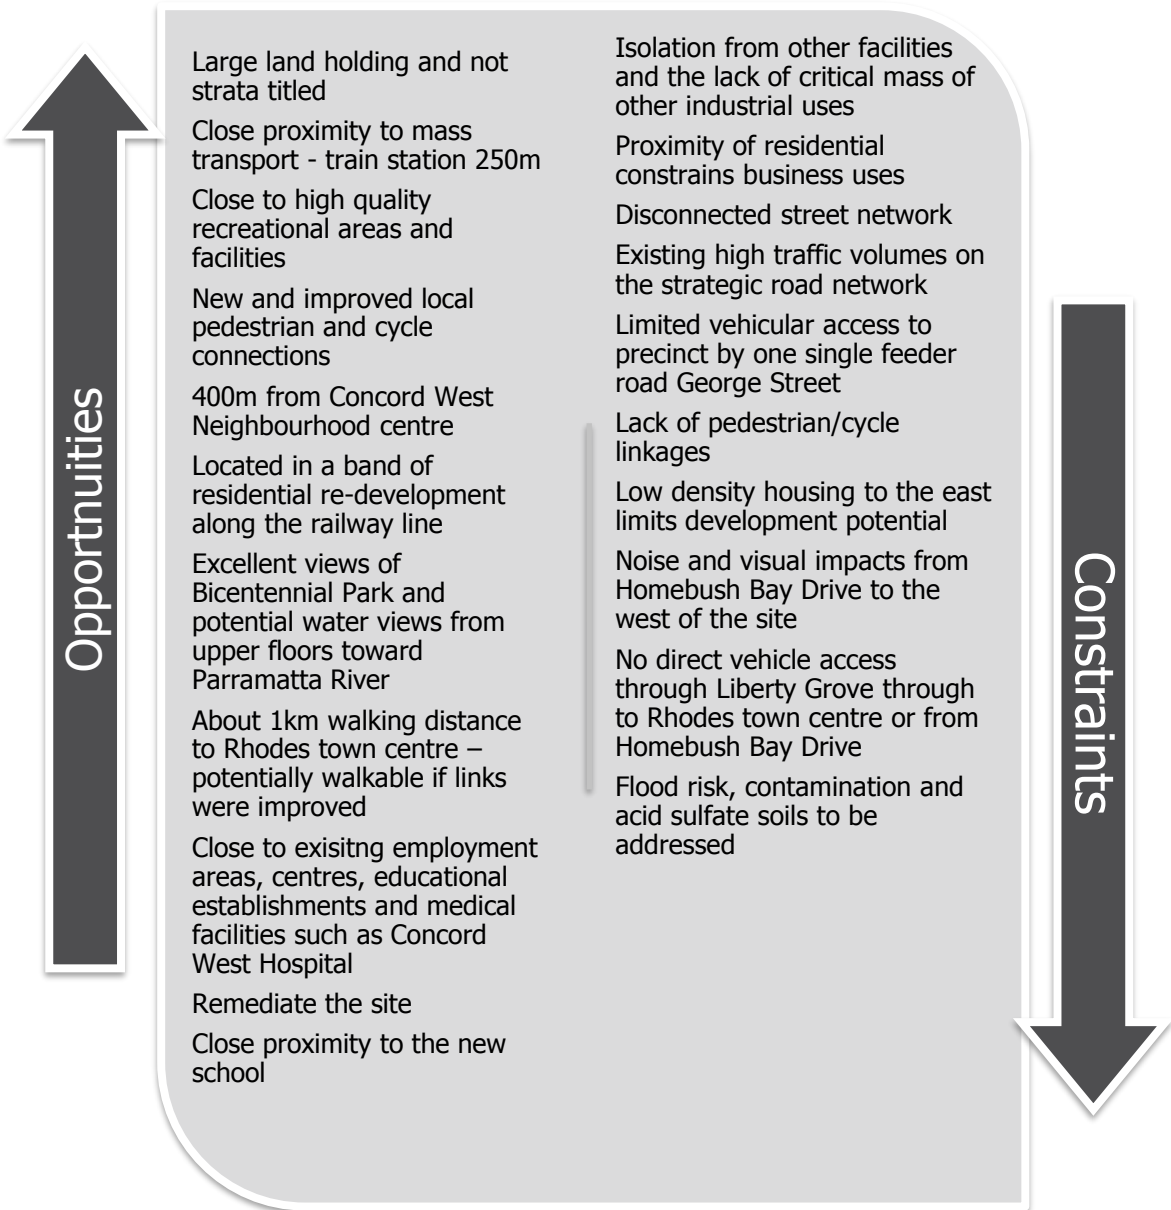 Opportnuities
Large land holding and not
strata titled
Close proximity to mass
transport - train station 250m
Close to high quality
recreational areas and
facilities
New and improved local
pedestrian and cycle
connections
400m from Concord West
Neighbourhood centre
Located in a band of
residential re-development
along the railway line
Excellent views of
Bicentennial Park and
potential water views from
upper floors toward
Parramatta River
About 1km walking distance
to Rhodes town centre –
potentially walkable if links
were improved
Close to exisitng employment
areas, centres, educational
establishments and medical
facilities such as Concord
West Hospital
Remediate the site
Close proximity to the new
school
Isolation from other facilities
and the lack of critical mass of
other industrial uses
Proximity of residential
constrains business uses
Disconnected street network
Existing high traffic volumes on
the strategic road network
Limited vehicular access to
precinct by one single feeder
road George Street
Lack of pedestrian/cycle
linkages
Low density housing to the east
limits development potential
Noise and visual impacts from
Homebush Bay Drive to the
west of the site
No direct vehicle access
through Liberty Grove through
to Rhodes town centre or from
Homebush Bay Drive
Flood risk, contamination and
acid sulfate soils to be
addressed
Constraints